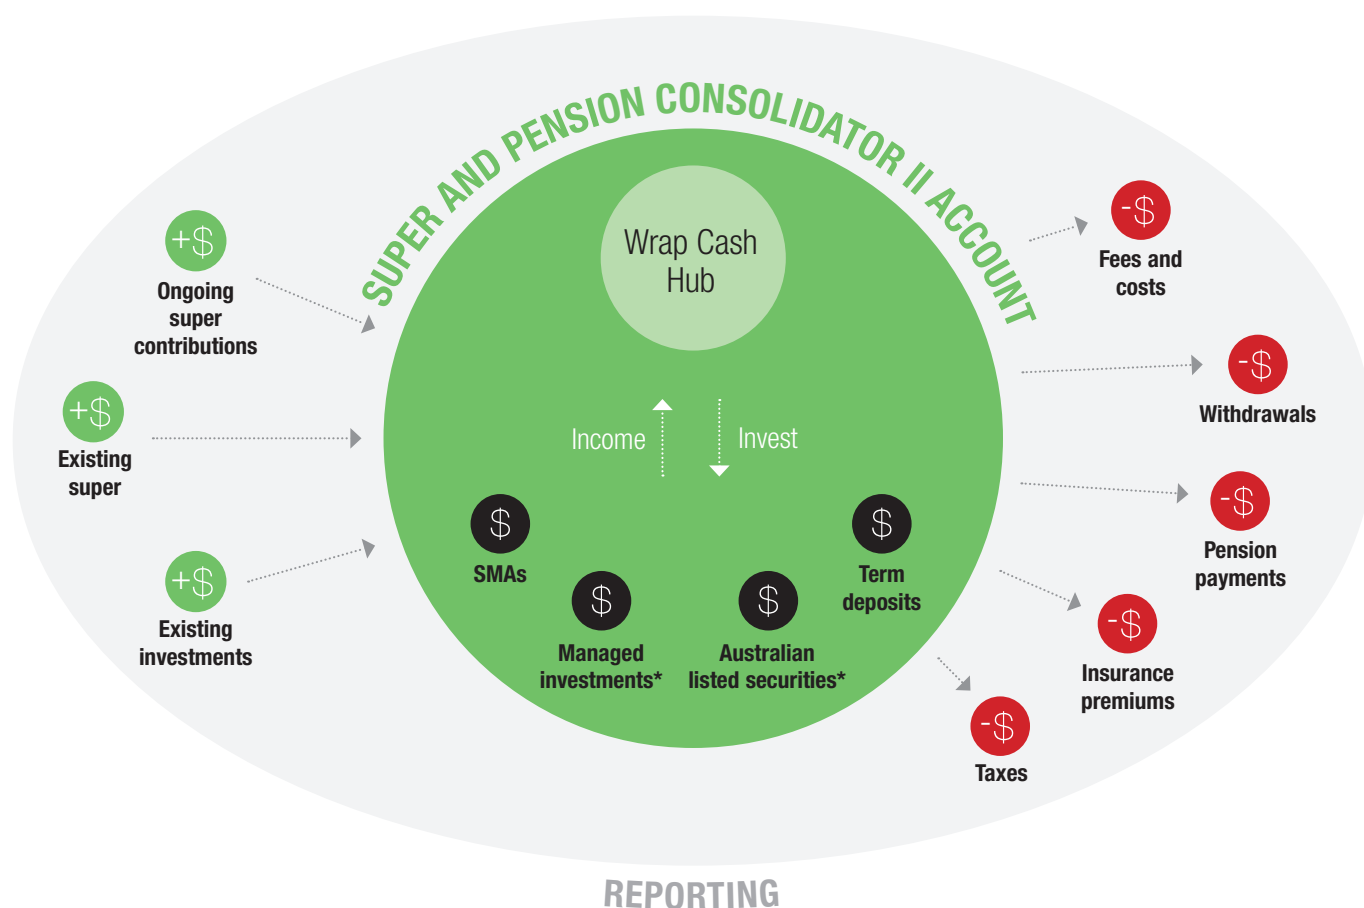 SUPER AND PENSION CONSOLIDATOR II ACCOUNT
Wrap Cash
Hub
+$
Ongoing
super
contributions
+$
Existing
super
+$
Existing
investments
Income
Invest
$
SMAs
$
Managed
investments*
$
Australian
listed securities*
$
Term
deposits
-$
Fees and
costs
-$
Withdrawals
-$
Pension
payments
-$
Insurance
premiums
-$
Taxes
REPORTING